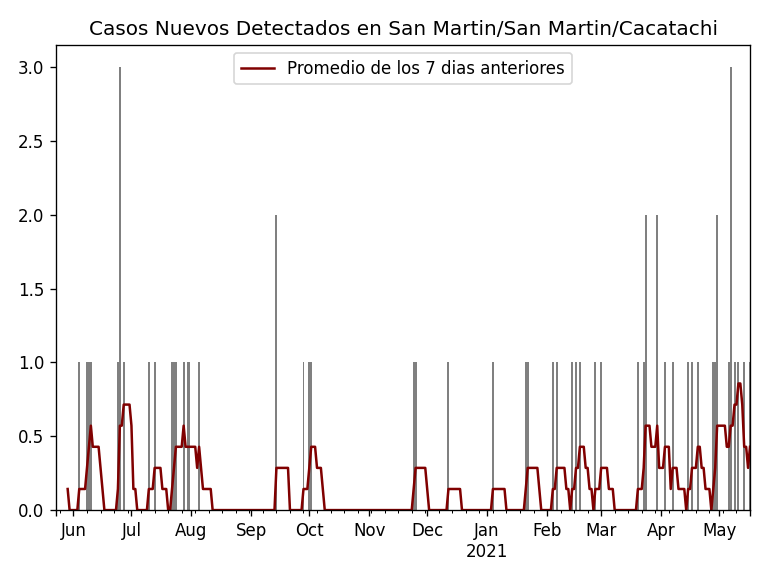 Casos Nuevos Detectados en San Martin/San Martin/Cacatachi
Promedio de los 7 dias anteriores
3.0
2.5
2.0
1.5
1.0
0.5
0.0
Jun Jul Aug Sep Oct Nov Dec Jan Feb Mar Apr May
2021